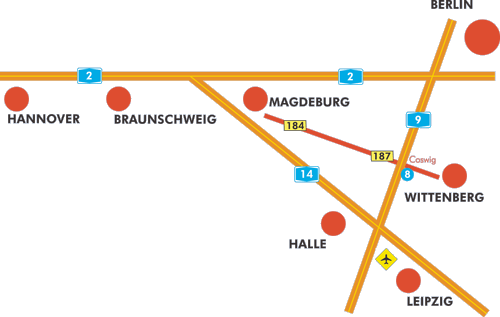 BERLIN
2
2
HANNOVER
BRAUNSCHWEIG
MAGDEBURG
184
9
187
Coswig
8
14
WITTENBERG
HALLE
LEIPZIG